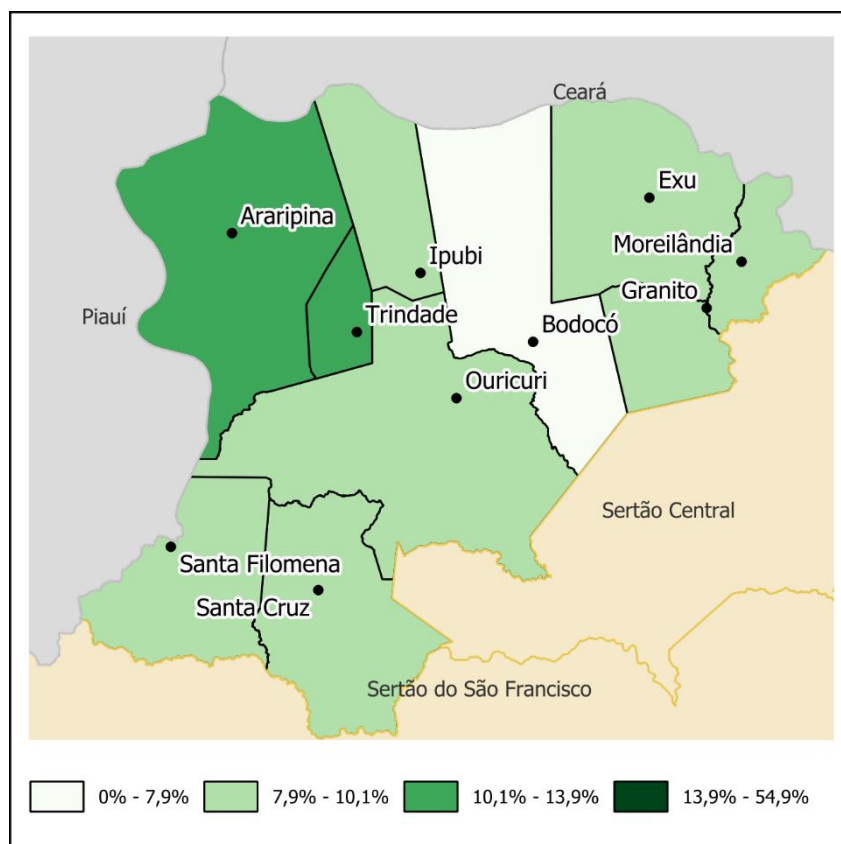 Ceará
Exu
Araripina
Moreilândia
Ipubi
Granito
Piauí
Trindade
Bodocó
Ouricuri
Sertão Central
Santa Filomena
Santa Cruz
Sertão do São Francisco
0% - 7,9%
7,9% - 10,1%
10,1% - 13,9%
13,9% - 54,9%